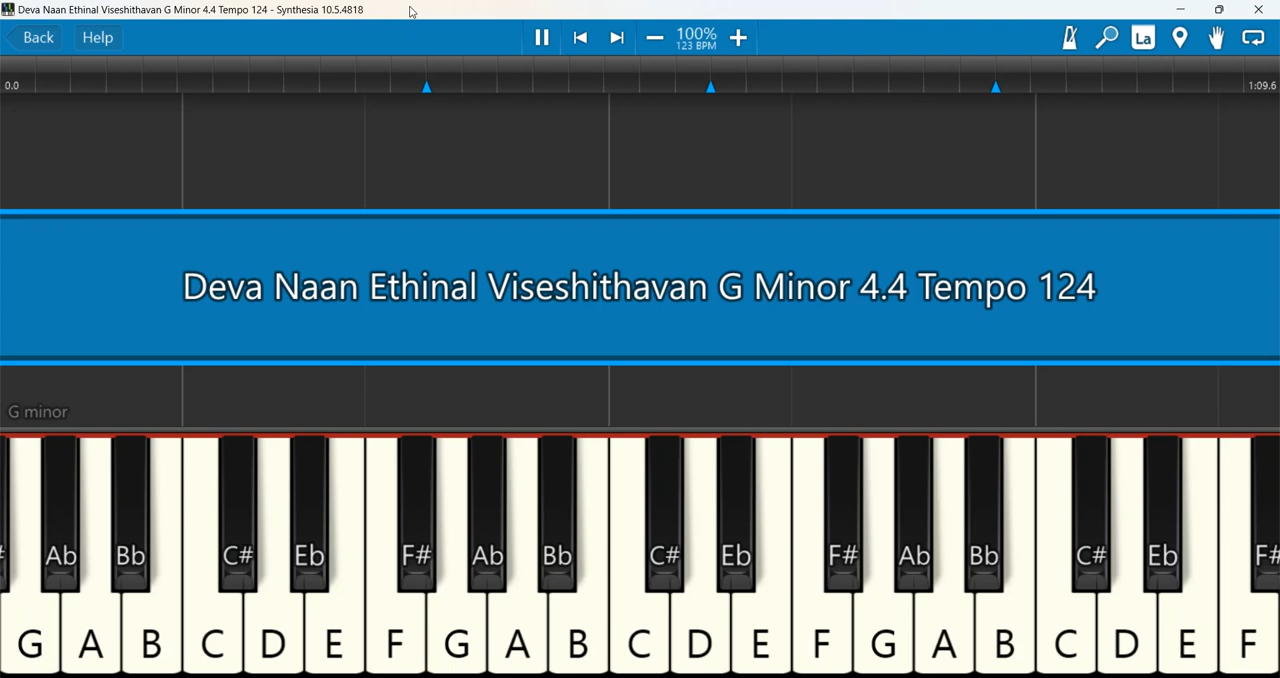 Deva Naan Ethinal Viseshithavan G Minor 4.4 Tempo 124 - Synthesia 10.5.4818
Back Help 100% La
123 BPM
0.0 1:09.6
Deva Naan Ethinal Viseshithavan G Minor 4.4 Tempo 124
G minor
# Ab Bb C# Eb F# Ab Bb C# Eb F# Ab Bb C# Eb F#
G A B C D E F G A B C D E F G A B C D E F